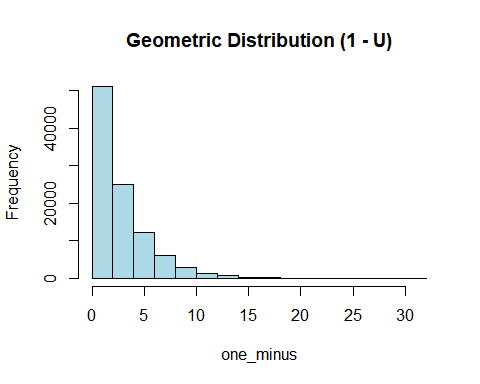 Geometric Distribution (1 - U)
Frequency
40000
20000
0
0 5 10 15 20 25 30
one_minus